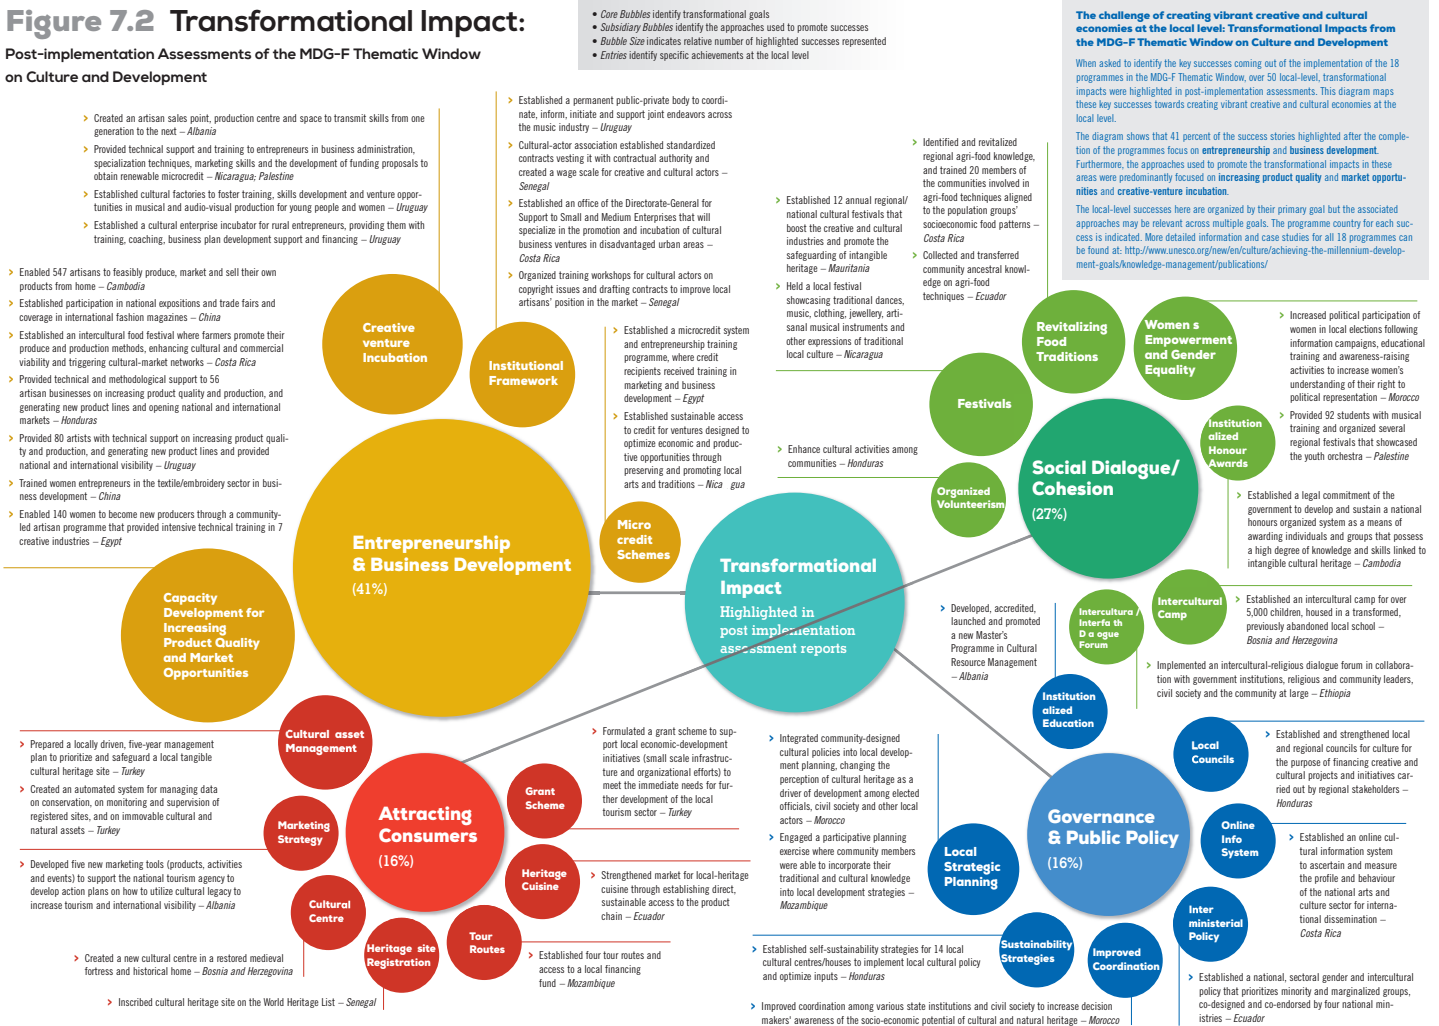 Figure 7.2 Transformational Impact:
Post-implementation Assessments of the MDG-F Thematic Window
on Culture and Development
• Core Bubbles identify transformational goals
• Subsidiary Bubbles identify the approaches used to promote successes
• Bubble Size indicates relative number of highlighted successes represented
• Entries identify specific achievements at the local level
The challenge of creating vibrant creative and cultural
economies at the local level: Transformational Impacts from
the MDG-F Thematic Window on Culture and Development
When asked to identify the key successes coming out of the implementation of the 18
programmes in the MDG-F Thematic Window, over 50 local-level, transformational
impacts were highlighted in post-implementation assessments. This diagram maps
these key successes towards creating vibrant creative and cultural economies at the
local level.
The diagram shows that 41 percent of the success stories highlighted after the comple-
tion of the programmes focus on entrepreneurship and business development.
Furthermore, the approaches used to promote the transformational impacts in these
areas were predominantly focused on increasing product quality and market opportu-
nities and creative-venture incubation.
The local-level successes here are organized by their primary goal but the associated
approaches may be relevant across multiple goals. The programme country for each suc-
cess is indicated. More detailed information and case studies for all 18 programmes can
be found at: http://www.unesco.org/new/en/culture/achieving-the-millennium-develop-
ment-goals/knowledge-management/publications/
> Created an artisan sales point, production centre and space to transmit skills from one
generation to the next – Albania
> Provided technical support and training to entrepreneurs in business administration,
specialization techniques, marketing skills and the development of funding proposals to
obtain renewable microcredit – Nicaragua; Palestine
> Established cultural factories to foster training, skills development and venture oppor-
tunities in musical and audio-visual production for young people and women – Uruguay
> Established a cultural enterprise incubator for rural entrepreneurs, providing them with
training, coaching, business plan development support and financing – Uruguay
> Enabled 547 artisans to feasibly produce, market and sell their own
products from home – Cambodia
> Established participation in national expositions and trade fairs and
coverage in international fashion magazines – China
> Established an intercultural food festival where farmers promote their
produce and production methods, enhancing cultural and commercial
viability and triggering cultural-market networks – Costa Rica
> Provided technical and methodological support to 56
artisan businesses on increasing product quality and production, and
generating new product lines and opening national and international
markets – Honduras
> Provided 80 artists with technical support on increasing product quali-
ty and production, and generating new product lines and provided
national and international visibility – Uruguay
> Trained women entrepreneurs in the textile/embroidery sector in busi-
ness development – China
> Enabled 140 women to become new producers through a community-
led artisan programme that provided intensive technical training in 7
creative industries – Egypt
> Established a permanent public-private body to coordi-
nate, inform, initiate and support joint endeavors across
the music industry – Uruguay
> Cultural-actor association established standardized
contracts vesting it with contractual authority and
created a wage scale for creative and cultural actors –
Senegal
> Established an office of the Directorate-General for
Support to Small and Medium Enterprises that will
specialize in the promotion and incubation of cultural
business ventures in disadvantaged urban areas –
Costa Rica
> Organized training workshops for cultural actors on
copyright issues and drafting contracts to improve local
artisans' position in the market – Senegal
> Established a microcredit system
and entrepreneurship training
programme, where credit
recipients received training in
marketing and business
development – Egypt
> Established sustainable access
to credit for ventures designed to
optimize economic and produc-
tive opportunities through
preserving and promoting local
arts and traditions – Nica gua
> Established 12 annual regional/
national cultural festivals that
boost the creative and cultural
industries and promote the
safeguarding of intangible
heritage – Mauritania
> Held a local festival
showcasing traditional dances,
music, clothing, jewellery, arti-
sanal musical instruments and
other expressions of traditional
local culture – Nicaragua
> Identified and revitalized
regional agri-food knowledge,
and trained 20 members of
the communities involved in
agri-food techniques aligned
to the population groups'
socioeconomic food patterns –
Costa Rica
> Collected and transferred
community ancestral knowl-
edge on agri-food
techniques – Ecuador
> Enhance cultural activities among
communities – Honduras
> Increased political participation of
women in local elections following
information campaigns, educational
training and awareness-raising
activities to increase women's
understanding of their right to
political representation – Morocco
> Provided 92 students with musical
training and organized several
regional festivals that showcased
the youth orchestra – Palestine
> Established a legal commitment of the
government to develop and sustain a national
honours organized system as a means of
awarding individuals and groups that possess
a high degree of knowledge and skills linked to
intangible cultural heritage – Cambodia
> Established an intercultural camp for over
5,000 children, housed in a transformed,
previously abandoned local school –
Bosnia and Herzegovina
> Implemented an intercultural-religious dialogue forum in collabora-
tion with government institutions, religious and community leaders,
civil society and the community at large – Ethiopia
> Developed, accredited,
launched and promoted
a new Master's
Programme in Cultural
Resource Management
– Albania
Creative
venture
Incubation
Institutional
Framework
Micro
credit
Schemes
Entrepreneurship
& Business Development
(41%)
Capacity
Development for
Increasing
Product Quality
and Market
Opportunities
Transformational
Impact
Highlighted in
post implementation
assessment reports
Festivals
Revitalizing
Food
Traditions
Women s
Empowerment
and Gender
Equality
Institution
alized
Honour
Awards
Organized
Volunteerism
Social Dialogue/
Cohesion
(27%)
Intercultural
Camp
Intercultura /
Interfa th
D a ogue
Forum
Institution
alized
Education
Cultural asset
Management
Marketing
Strategy
Cultural
Centre
Heritage site
Registration
Tour
Routes
Heritage
Cuisine
Grant
Scheme
Attracting
Consumers
(16%)
> Prepared a locally driven, five-year management
plan to prioritize and safeguard a local tangible
cultural heritage site – Turkey
> Created an automated system for managing data
on conservation, on monitoring and supervision of
registered sites, and on immovable cultural and
natural assets – Turkey
> Developed five new marketing tools (products, activities
and events) to support the national tourism agency to
develop action plans on how to utilize cultural legacy to
increase tourism and international visibility – Albania
> Created a new cultural centre in a restored medieval
fortress and historical home – Bosnia and Herzegovina
> Inscribed cultural heritage site on the World Heritage List – Senegal
> Formulated a grant scheme to sup-
port local economic-development
initiatives (small scale infrastruc-
ture and organizational efforts) to
meet the immediate needs for fur-
ther development of the local
tourism sector – Turkey
> Strengthened market for local-heritage
cuisine through establishing direct,
sustainable access to the product
chain – Ecuador
> Established four tour routes and
access to a local financing
fund – Mozambique
> Integrated community-designed
cultural policies into local develop-
ment planning, changing the
perception of cultural heritage as a
driver of development among elected
officials, civil society and other local
actors – Morocco
> Engaged a participative planning
exercise where community members
were able to incorporate their
traditional and cultural knowledge
into local development strategies –
Mozambique
> Established self-sustainability strategies for 14 local
cultural centres/houses to implement local cultural policy
and optimize inputs – Honduras
> Improved coordination among various state institutions and civil society to increase decision
makers' awareness of the socio-economic potential of cultural and natural heritage – Morocco
Local
Strategic
Planning
Governance
& Public Policy
(16%)
Local
Councils
Online
Info
System
Inter
ministerial
Policy
Improved
Coordination
Sustainability
Strategies
> Established and strengthened local
and regional councils for culture for
the purpose of financing creative and
cultural projects and initiatives car-
ried out by regional stakeholders –
Honduras
> Established an online cul-
tural information system
to ascertain and measure
the profile and behaviour
of the national arts and
culture sector for interna-
tional dissemination –
Costa Rica
> Established a national, sectoral gender and intercultural
policy that prioritizes minority and marginalized groups,
co-designed and co-endorsed by four national min-
istries – Ecuador